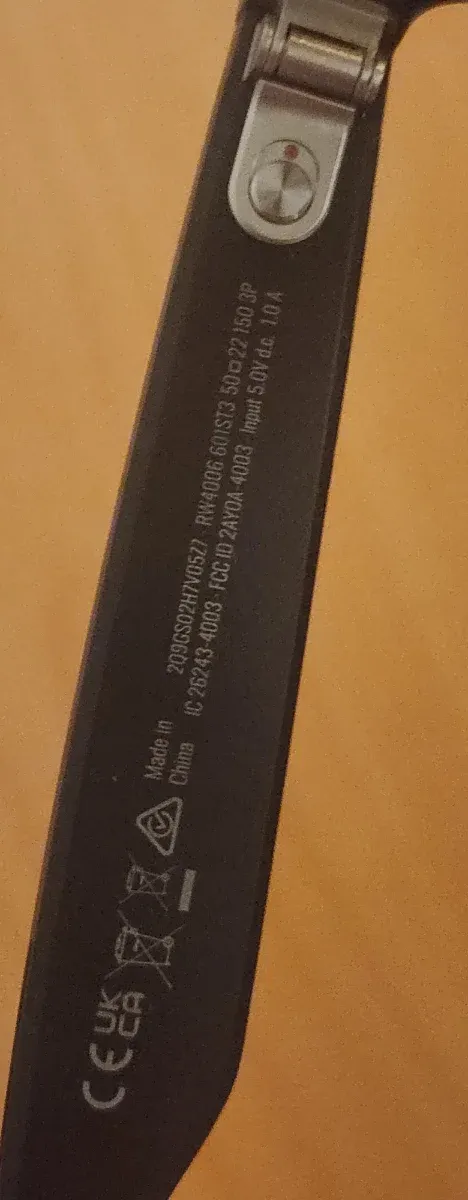 2Q9GS02H7V05Z7 · RW4006 601ST3 50▢22 150 3P
IC 26243-4003 · FCC ID 2AYOA-4003 Input 5.0V d.c. 1.0 A
Made in
China
CE
UK
CA